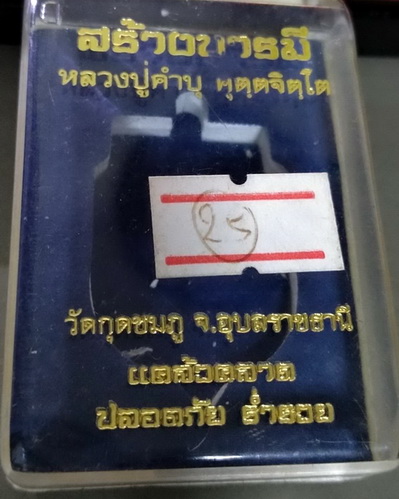 สร้างบารมี
หลวงปู่คำบุ คุตฺตจิตฺโต
25
วัดกุดชมภู จ.อุบลราชธานี
แคล้วคลาด
ปลอดภัย ร่ำรวย